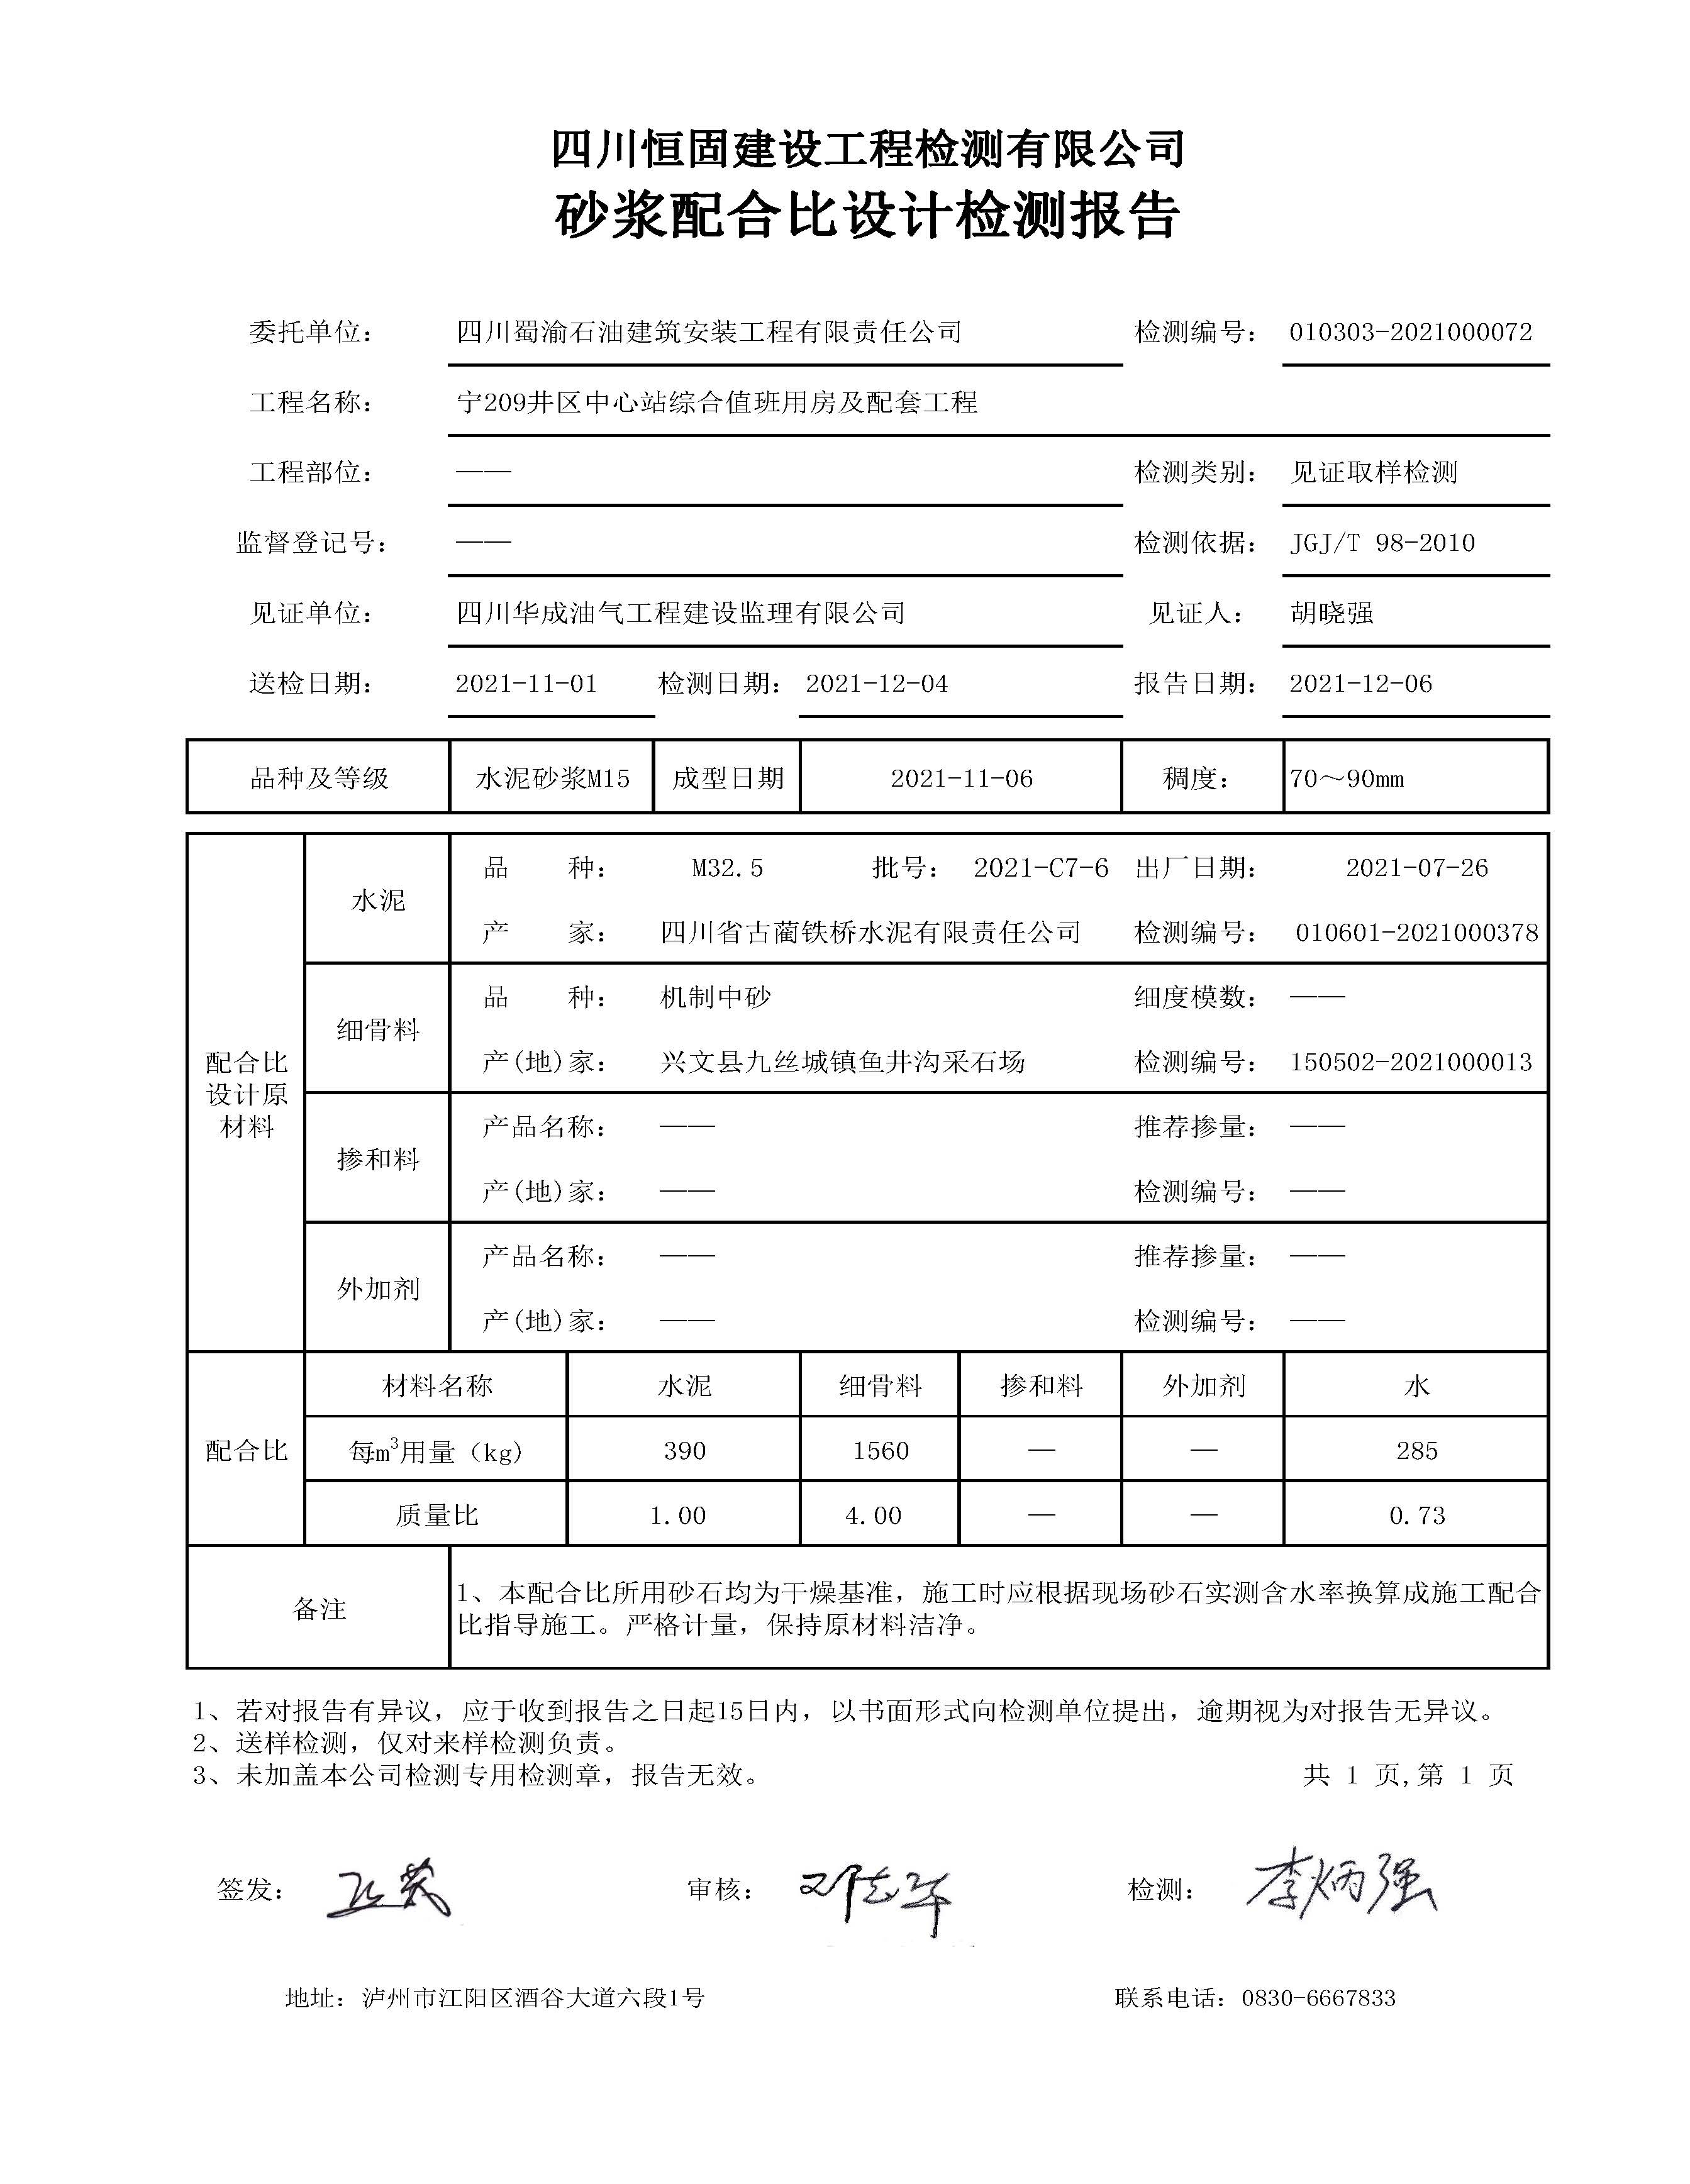 四川恒固建设工程检测有限公司
砂浆配合比设计检测报告
委托单位： 四川蜀渝石油建筑安装工程有限责任公司 检测编号： 010303-2021000072
工程名称： 宁209井区中心站综合值班用房及配套工程
工程部位： —— 检测类别： 见证取样检测
监督登记号： —— 检测依据： JGJ/T 98-2010
见证单位： 四川华成油气工程建设监理有限公司 见证人： 胡晓强
送检日期： 2021-11-01 检测日期： 2021-12-04 报告日期： 2021-12-06
品种及等级 水泥砂浆M15 成型日期 2021-11-06 稠度： 70～90mm
配合比设计原材料
水泥
品 种： M32.5 批号： 2021-C7-6 出厂日期： 2021-07-26
产 家： 四川省古蔺铁桥水泥有限责任公司 检测编号： 010601-2021000378
细骨料
品 种： 机制中砂 细度模数： ——
产(地)家： 兴文县九丝城镇鱼井沟采石场 检测编号： 150502-2021000013
掺和料
产品名称： —— 推荐掺量： ——
产(地)家： —— 检测编号： ——
外加剂
产品名称： —— 推荐掺量： ——
产(地)家： —— 检测编号： ——
配合比
材料名称 水泥 细骨料 掺和料 外加剂 水
每m³用量（kg） 390 1560 — — 285
质量比 1.00 4.00 — — 0.73
备注
1、本配合比所用砂石均为干燥基准，施工时应根据现场砂石实测含水率换算成施工配合
比指导施工。严格计量，保持原材料洁净。
1、若对报告有异议，应于收到报告之日起15日内，以书面形式向检测单位提出，逾期视为对报告无异议。
2、送样检测，仅对来样检测负责。
3、未加盖本公司检测专用检测章，报告无效。 共 1 页,第 1 页
签发： 审核： 邓志华 检测： 李炳强
地址：泸州市江阳区酒谷大道六段1号 联系电话：0830-6667833